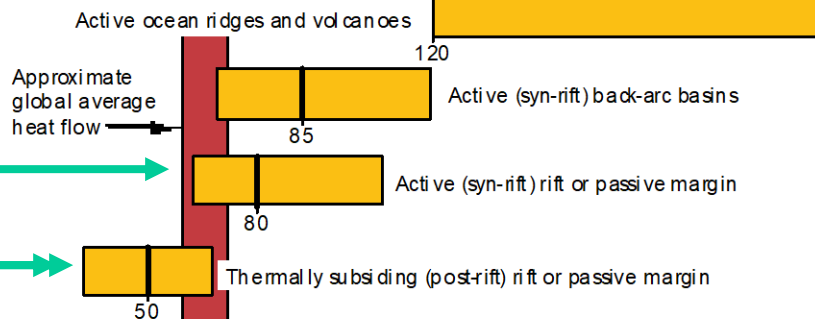 Active ocean ridges and volcanoes
120
Approximate
global average
heat flow
Active (syn-rift) back-arc basins
85
Active (syn-rift) rift or passive margin
80
Thermally subsiding (post-rift) rift or passive margin
50